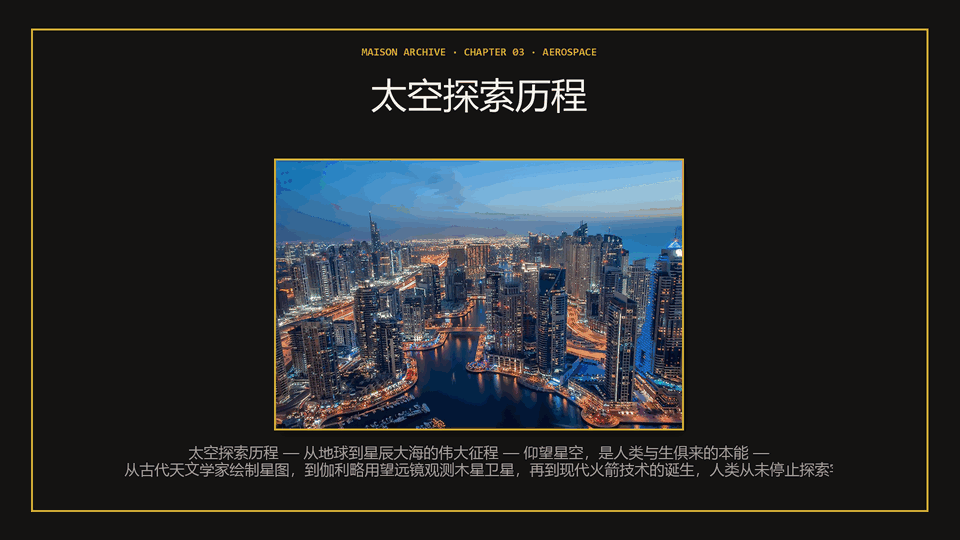 MAISON ARCHIVE · CHAPTER 03 · AEROSPACE
太空探索历程
太空探索历程 — 从地球到星辰大海的伟大征程 — 仰望星空，是人类与生俱来的本能 —
从古代天文学家绘制星图，到伽利略用望远镜观测木星卫星，再到现代火箭技术的诞生，人类从未停止探索